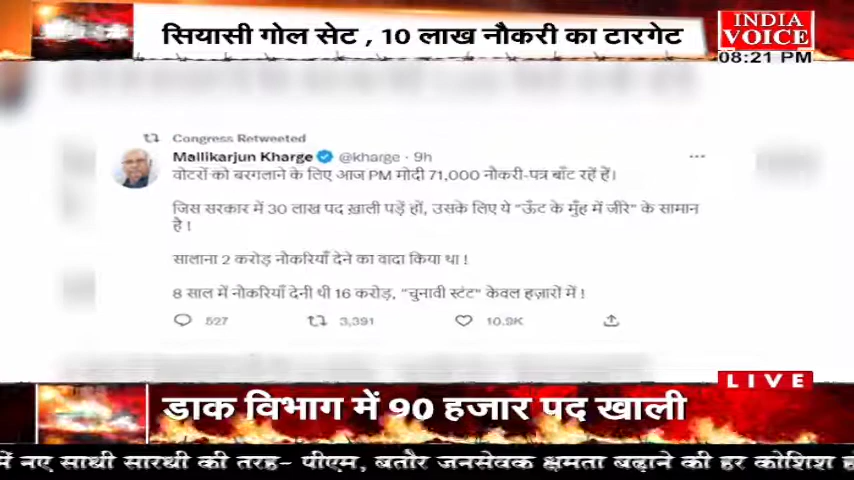 सियासी गोल सेट , 10 लाख नौकरी का टारगेट
INDIA
VOICE
08:21 PM
Congress Retweeted
Mallikarjun Kharge @kharge · 9h
वोटरों को बरगलाने के लिए आज PM मोदी 71,000 नौकरी-पत्र बाँट रहें हैं।
जिस सरकार में 30 लाख पद ख़ाली पड़ें हों, उसके लिए ये "ऊँट के मुँह में जीरे" के सामान
है !
सालाना 2 करोड़ नौकरियाँ देने का वादा किया था !
8 साल में नौकरियाँ देनी थी 16 करोड़, "चुनावी स्टंट" केवल हज़ारों में !
527 3,391 10.9K
LIVE
डाक विभाग में 90 हजार पद खाली
में नए साथी सारथी की तरह- पीएम, बतौर जनसेवक क्षमता बढ़ाने की हर कोशिश ह